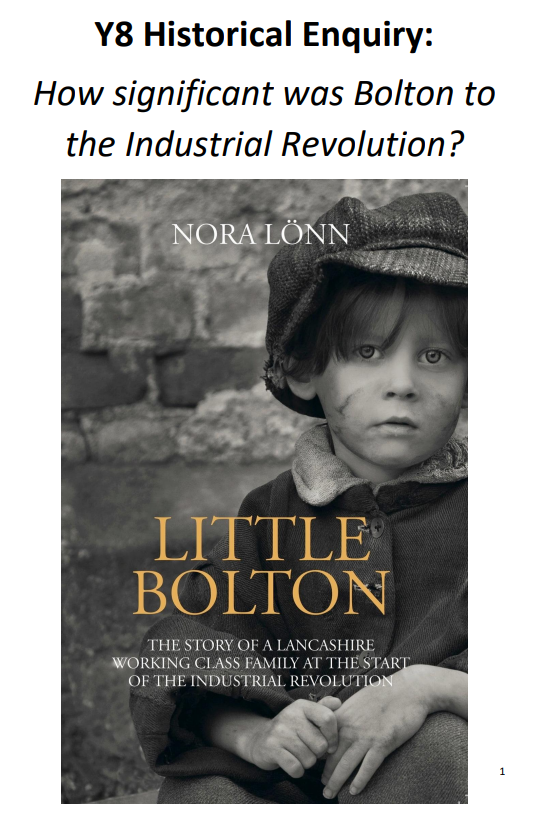 Y8 Historical Enquiry:
How significant was Bolton to
the Industrial Revolution?
NORA LÖNN
LITTLE
BOLTON
THE STORY OF A LANCASHIRE
WORKING CLASS FAMILY AT THE START
OF THE INDUSTRIAL REVOLUTION
1